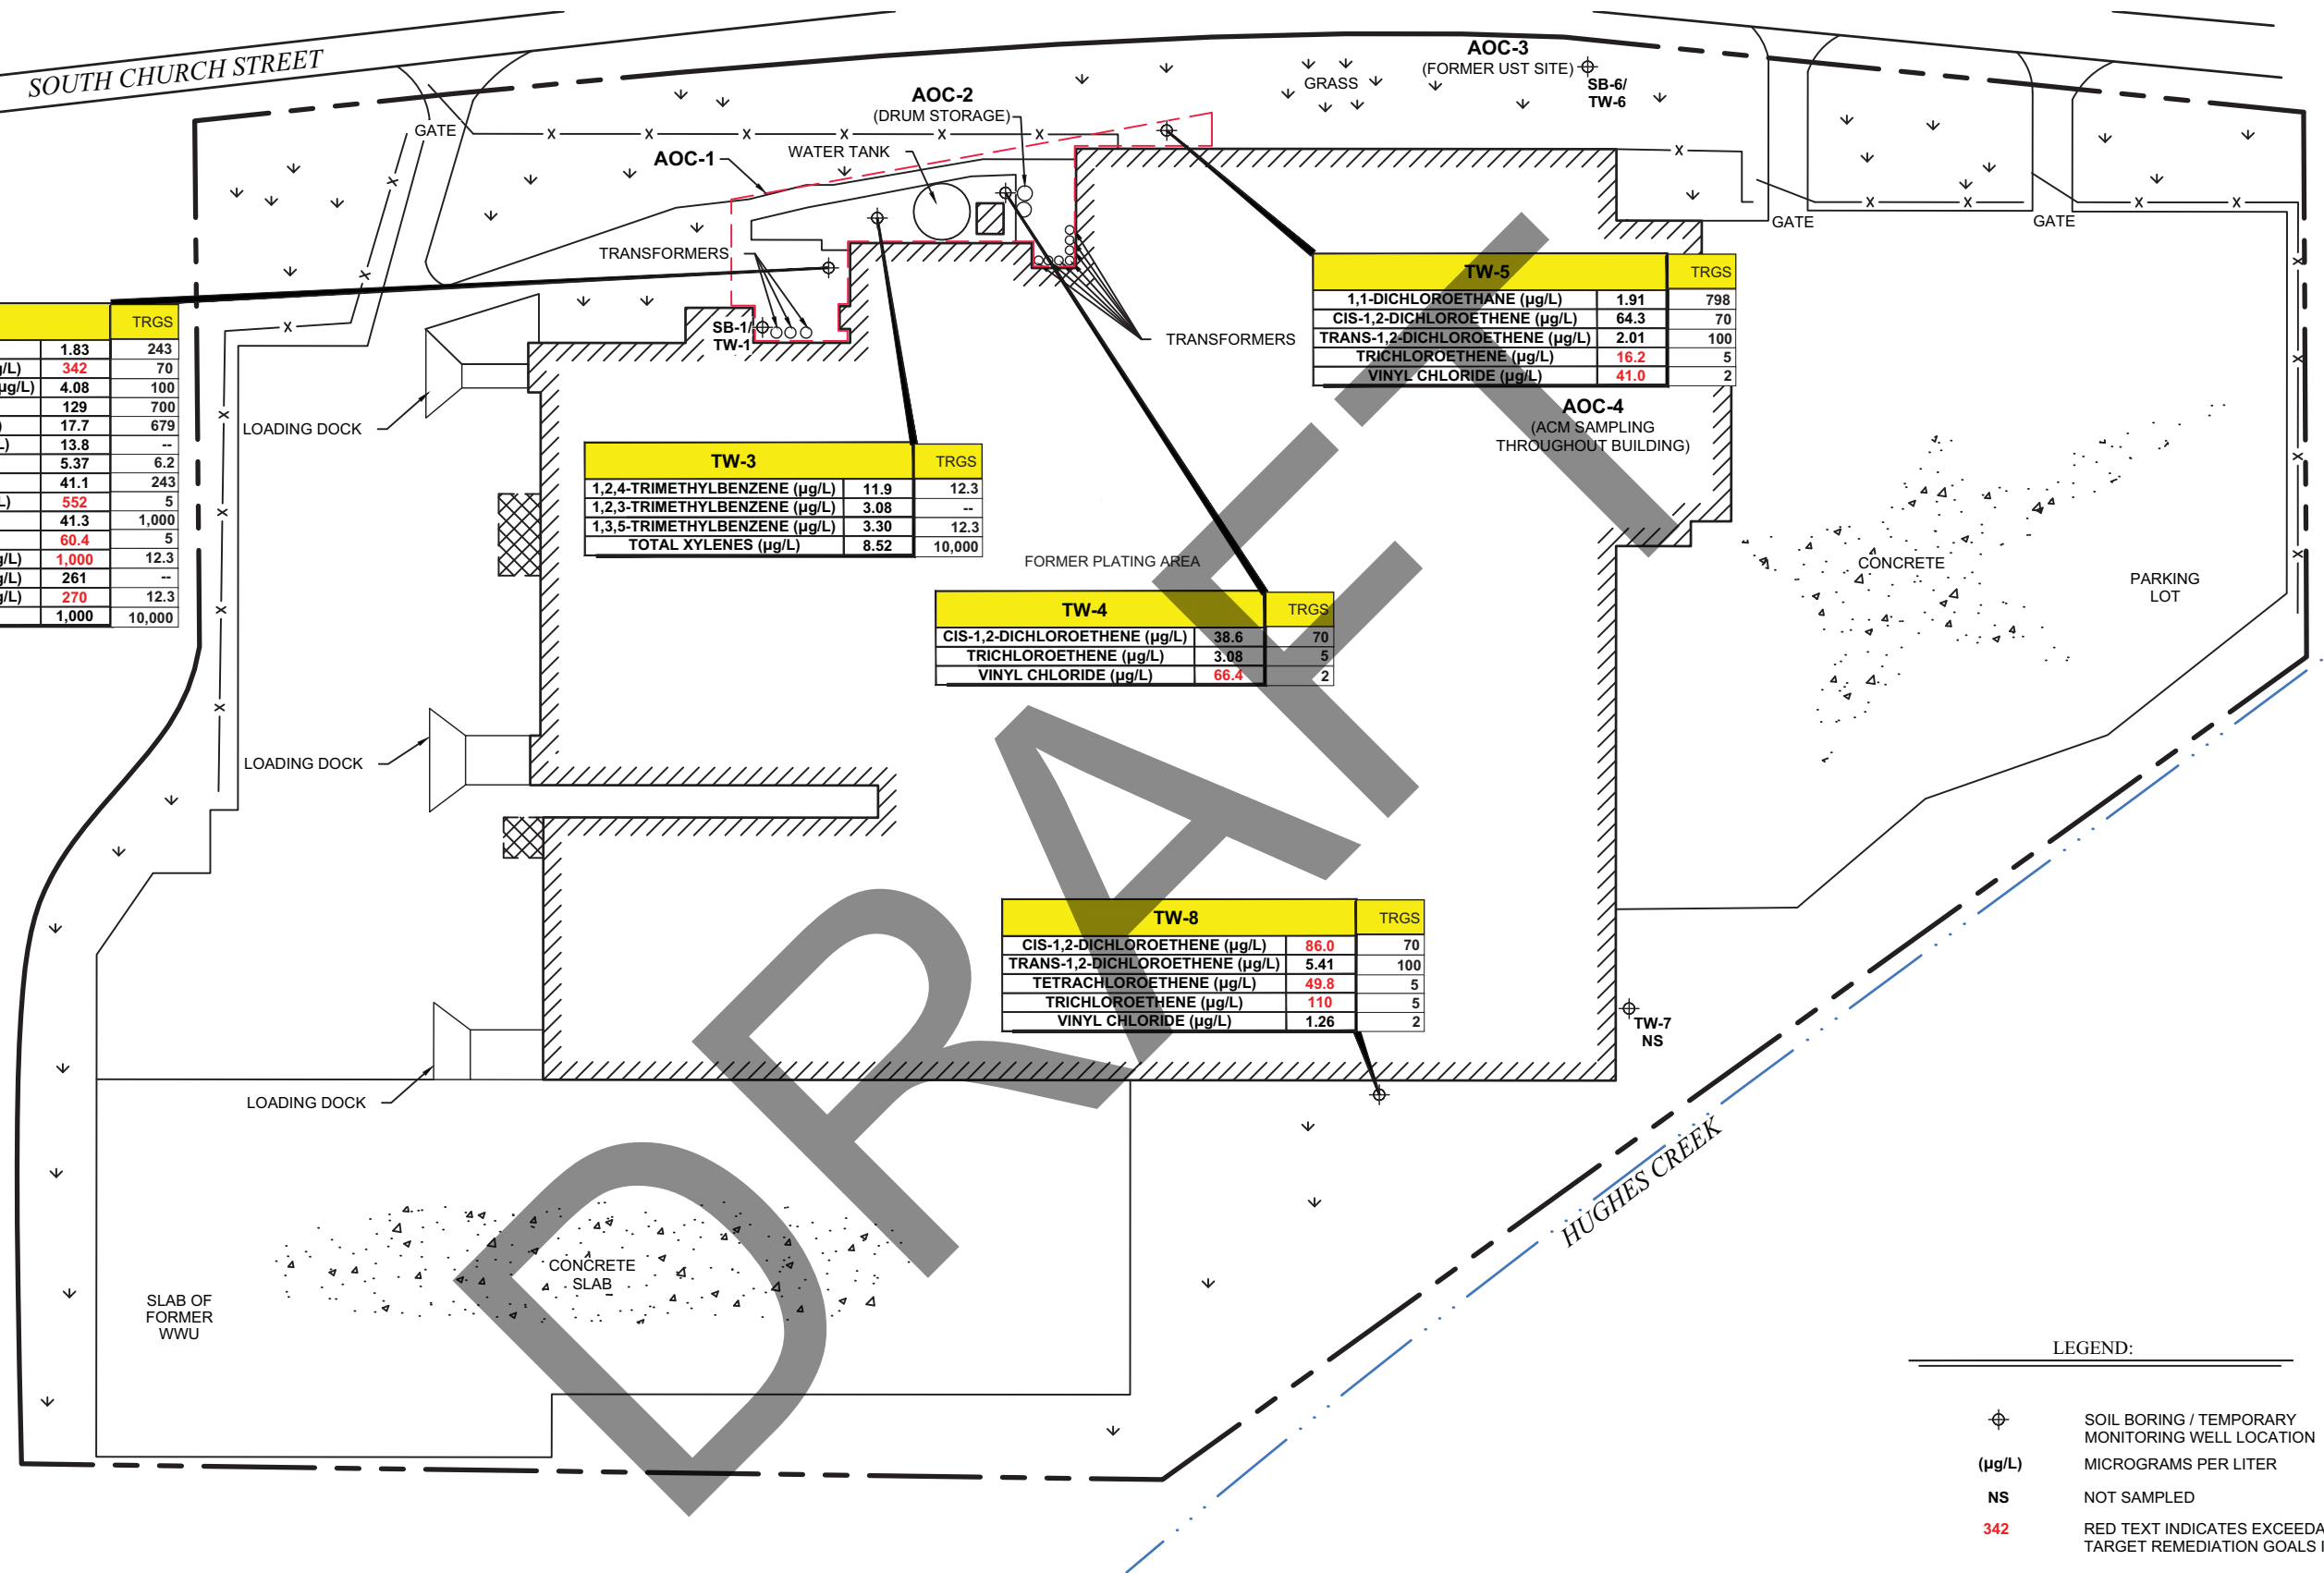 SOUTH CHURCH STREET
GATE
AOC-3
(FORMER UST SITE)
SB-6/
TW-6
GRASS
AOC-2
(DRUM STORAGE)
AOC-1
WATER TANK
TRANSFORMERS
SB-1/
TW-1
TRANSFORMERS
GATE
GATE
TRGS
1.83 243
g/L) 342 70
µg/L) 4.08 100
129 700
) 17.7 679
L) 13.8 --
5.37 6.2
41.1 243
L) 552 5
41.3 1,000
60.4 5
g/L) 1,000 12.3
g/L) 261 --
g/L) 270 12.3
1,000 10,000
TW-5 TRGS
1,1-DICHLOROETHANE (µg/L) 1.91 798
CIS-1,2-DICHLOROETHENE (µg/L) 64.3 70
TRANS-1,2-DICHLOROETHENE (µg/L) 2.01 100
TRICHLOROETHENE (µg/L) 16.2 5
VINYL CHLORIDE (µg/L) 41.0 2
AOC-4
(ACM SAMPLING
THROUGHOUT BUILDING)
LOADING DOCK
TW-3 TRGS
1,2,4-TRIMETHYLBENZENE (µg/L) 11.9 12.3
1,2,3-TRIMETHYLBENZENE (µg/L) 3.08 --
1,3,5-TRIMETHYLBENZENE (µg/L) 3.30 12.3
TOTAL XYLENES (µg/L) 8.52 10,000
FORMER PLATING AREA
CONCRETE
PARKING
LOT
TW-4 TRGS
CIS-1,2-DICHLOROETHENE (µg/L) 38.6 70
TRICHLOROETHENE (µg/L) 3.08 5
VINYL CHLORIDE (µg/L) 66.4 2
LOADING DOCK
TW-8 TRGS
CIS-1,2-DICHLOROETHENE (µg/L) 86.0 70
TRANS-1,2-DICHLOROETHENE (µg/L) 5.41 100
TETRACHLOROETHENE (µg/L) 49.8 5
TRICHLOROETHENE (µg/L) 110 5
VINYL CHLORIDE (µg/L) 1.26 2
TW-7
NS
LOADING DOCK
HUGHES CREEK
CONCRETE
SLAB
SLAB OF
FORMER
WWU
DRAFT
LEGEND:
SOIL BORING / TEMPORARY
MONITORING WELL LOCATION
(µg/L) MICROGRAMS PER LITER
NS NOT SAMPLED
342 RED TEXT INDICATES EXCEEDA
TARGET REMEDIATION GOALS